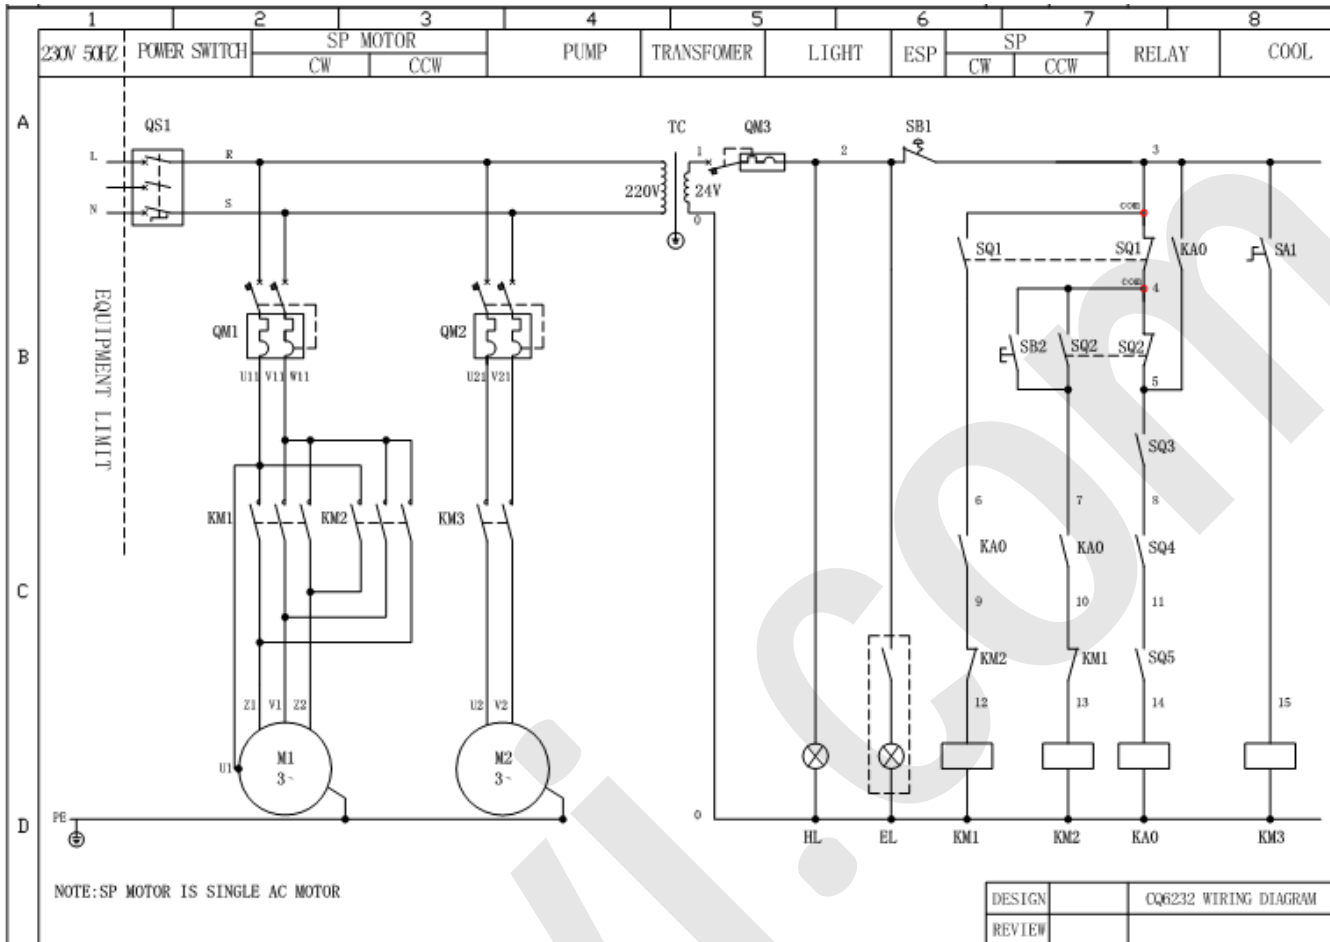 1 2 3 4 5 6 7 8
230V 50HZ POWER SWITCH SP MOTOR PUMP TRANSFOMER LIGHT ESP SP RELAY COOL
CW CCW CW CCW
A
QS1 TC QM3 SB1
L R 1 2 3
220V 24V
N S 0 com
SQ1 SQ1 KA0 SA1
com 4
EQUIPMENT LIMIT
B
QM1 QM2 SB2 SQ2 SQ2
U11 V11 W11 U21 V21 5
SQ3
6 7 8
KM1 KM2 KM3
KA0 KA0 SQ4
C
9 10 11
KM2 KM1 SQ5
Z1 V1 Z2 U2 V2 12 13 14 15
U1 M1 M2
3~ 3~
D
PE 0
HL EL KM1 KM2 KA0 KM3
NOTE:SP MOTOR IS SINGLE AC MOTOR
DESIGN CQ6232 WIRING DIAGRAM
REVIEW